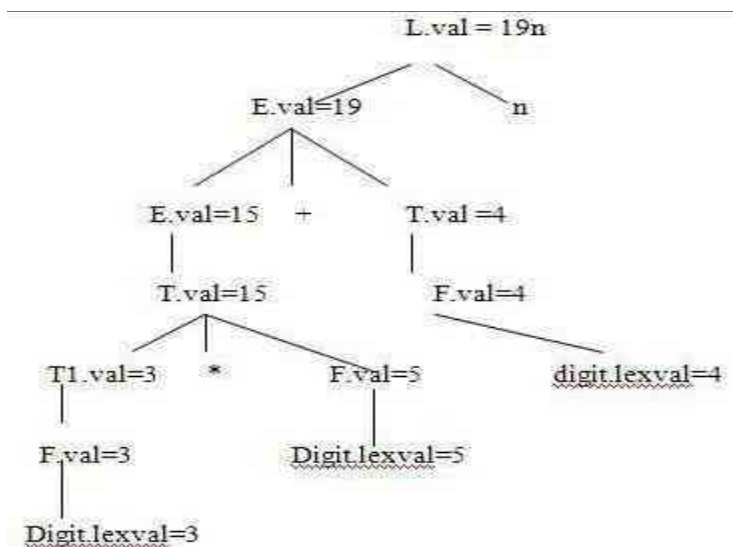 L.val = 19n
E.val=19 n
E.val=15 + T.val =4
T.val=15 F.val=4
T1.val=3 * F.val=5 digit.lexval=4
F.val=3 Digit.lexval=5
Digit.lexval=3